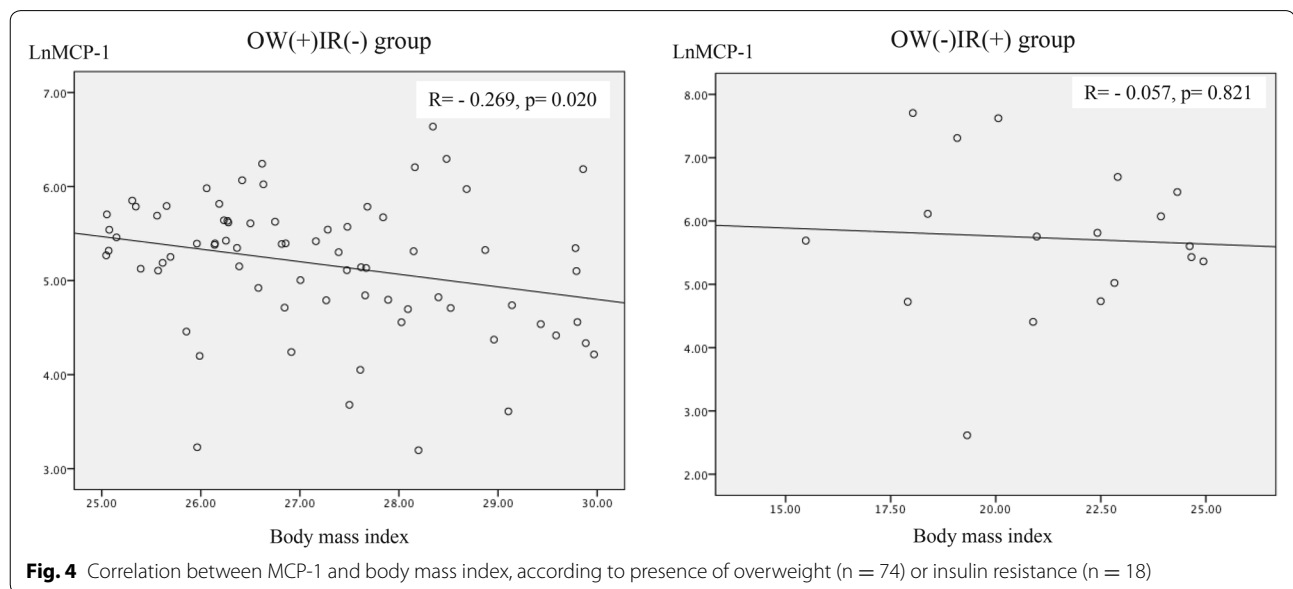 OW(+)IR(-) group
LnMCP-1
R= - 0.269, p= 0.020
7.00
6.00
5.00
4.00
3.00
25.00 26.00 27.00 28.00 29.00 30.00
Body mass index
OW(-)IR(+) group
LnMCP-1
R= - 0.057, p= 0.821
8.00
7.00
6.00
5.00
4.00
3.00
2.00
15.00 17.50 20.00 22.50 25.00
Body mass index
Fig. 4 Correlation between MCP-1 and body mass index, according to presence of overweight (n = 74) or insulin resistance (n = 18)